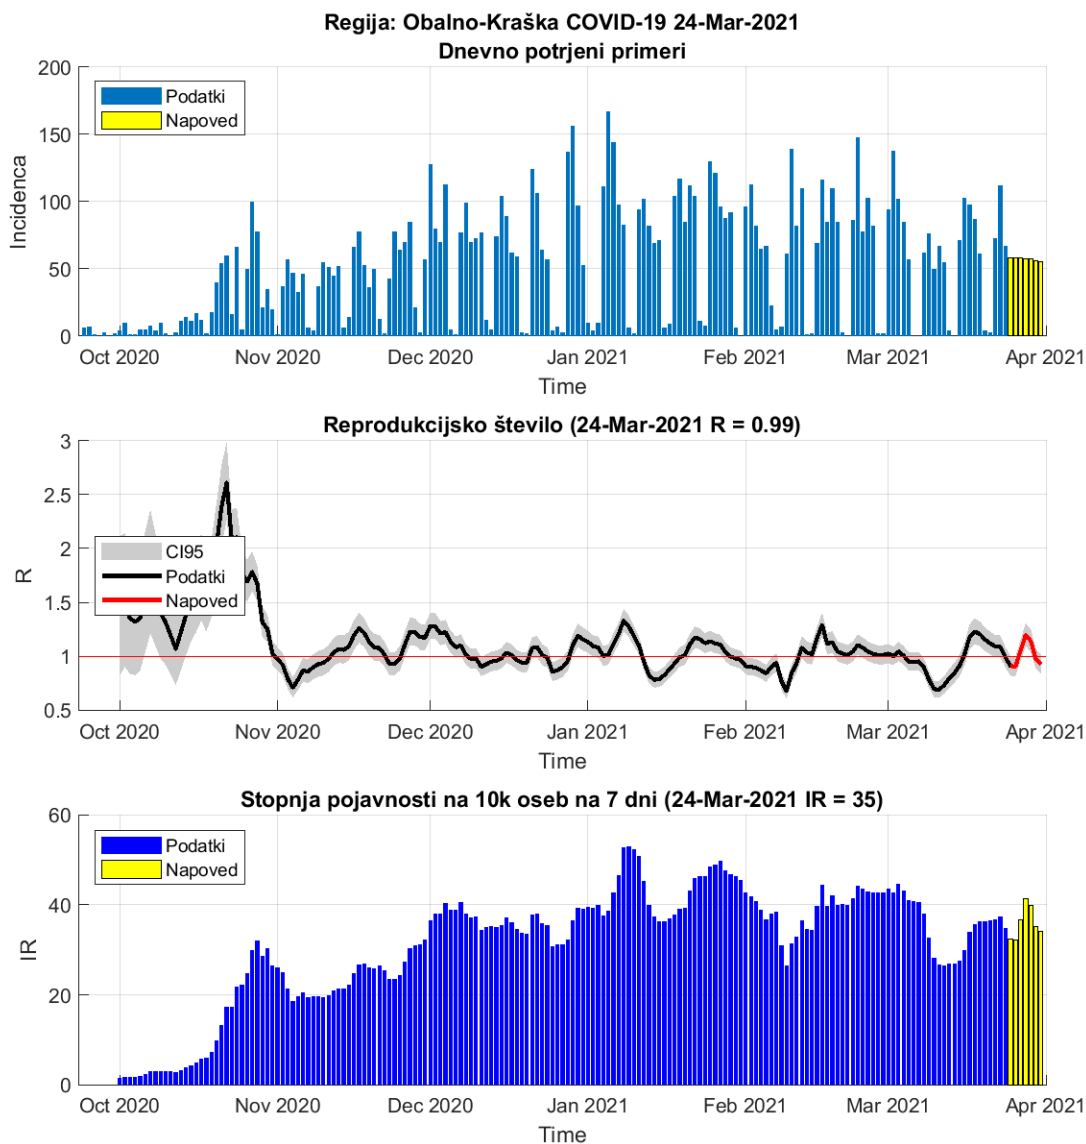 Regija: Obalno-Kraška COVID-19 24-Mar-2021
Dnevno potrjeni primeri
200
150
100
50
0
Incidenca
Podatki
Napoved
Oct 2020 Nov 2020 Dec 2020 Jan 2021 Feb 2021 Mar 2021 Apr 2021
Time
Reprodukcijsko število (24-Mar-2021 R = 0.99)
3
2.5
2
1.5
1
0.5
R
CI95
Podatki
Napoved
Oct 2020 Nov 2020 Dec 2020 Jan 2021 Feb 2021 Mar 2021 Apr 2021
Time
Stopnja pojavnosti na 10k oseb na 7 dni (24-Mar-2021 IR = 35)
60
40
20
0
IR
Podatki
Napoved
Oct 2020 Nov 2020 Dec 2020 Jan 2021 Feb 2021 Mar 2021 Apr 2021
Time